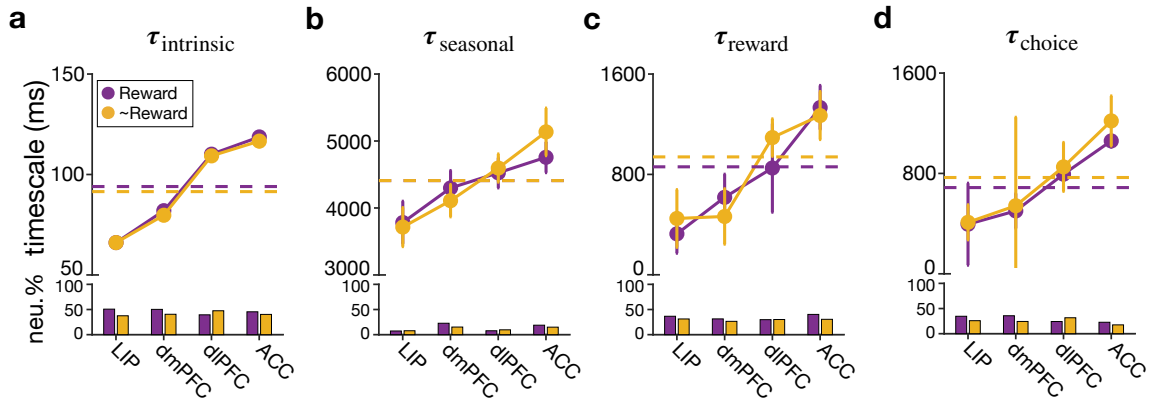 a
τintrinsic
timescale (ms)
150
100
50
Reward
~Reward
neu.%
100
50
0
LIP
dmPFC
dlPFC
ACC
b
τseasonal
6000
5000
4000
3000
100
50
0
LIP
dmPFC
dlPFC
ACC
c
τreward
1600
800
0
100
50
0
LIP
dmPFC
dlPFC
ACC
d
τchoice
1600
800
0
100
50
0
LIP
dmPFC
dlPFC
ACC